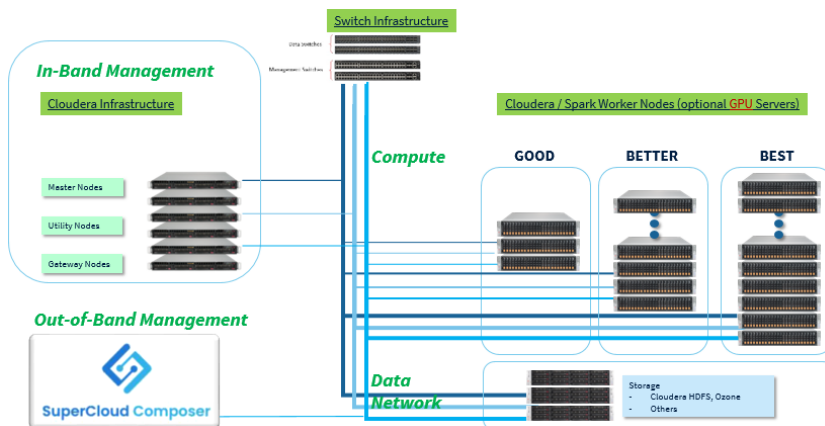 Switch Infrastructure
Data Switches
Management Switches
In-Band Management
Cloudera Infrastructure
Master Nodes
Utility Nodes
Gateway Nodes
Compute
Cloudera / Spark Worker Nodes (optional GPU Servers)
GOOD
BETTER
BEST
Out-of-Band Management
SuperCloud Composer
Data
Network
Storage
- Cloudera HDFS, Ozone
- Others